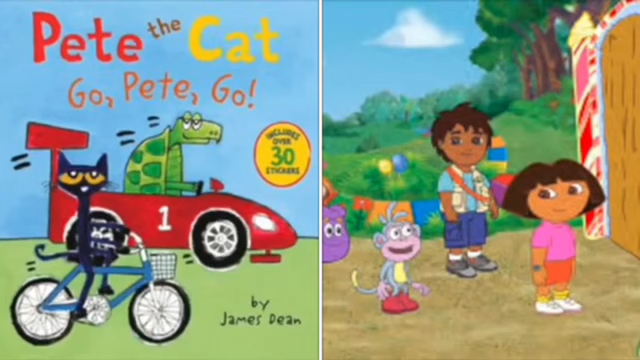 Pete the Cat
Go, Pete, Go!
INCLUDES
OVER
30
STICKERS
1
by
James Dean